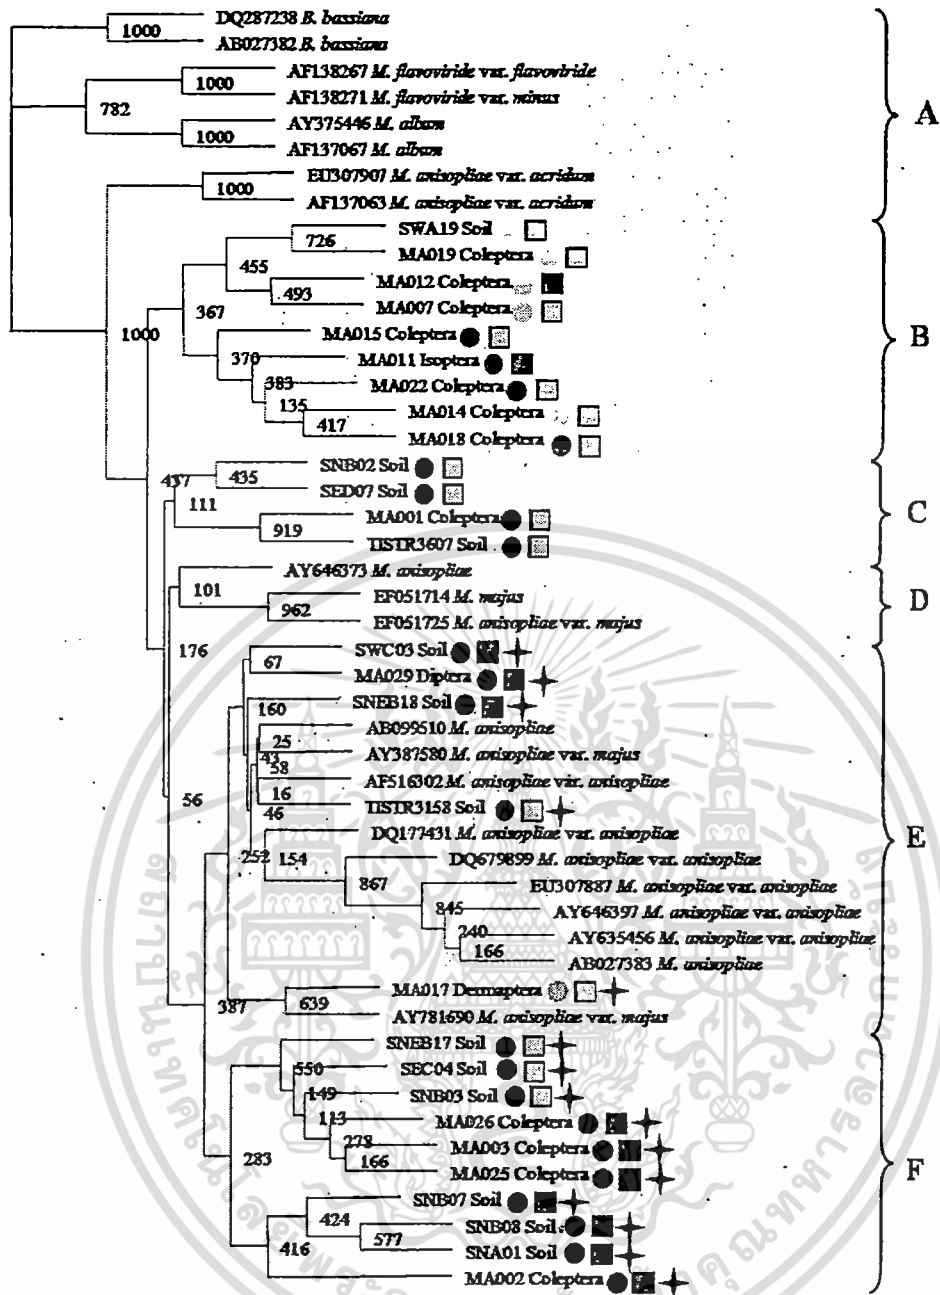 DQ287238 B. bassiana
1000
AB027382 B. bassiana
A
AF138267 M. flavoviride var. flavoviride
1000
AF138271 M. flavoviride var. minus
782
AY375446 M. album
1000
AF137067 M. album
EU307907 M. anisopliae var. acridum
1000
AF137063 M. anisopliae var. acridum
SWA19 Soil
726
MA019 Coleptera
455
MA012 Coleptera
493
MA007 Coleptera
367
1000
MA015 Coleptera
B
370
MA011 Isoptera
383
MA022 Coleptera
135
MA014 Coleptera
417
MA018 Coleptera
SNB02 Soil
437
435
SED07 Soil
111
MA001 Coleptera
C
919
TISTR3607 Soil
AY646373 M. anisopliae
101
EF051714 M. majus
D
962
EF051725 M. anisopliae var. majus
176
SWC03 Soil
67
MA029 Diptera
SNEB18 Soil
160
AB099510 M. anisopliae
25
AY387580 M. anisopliae var. majus
43
58
AF516302 M. anisopliae var. anisopliae
56
16
TISTR3158 Soil
46
DQ177431 M. anisopliae var. anisopliae
E
252
154
DQ679899 M. anisopliae var. anisopliae
867
EU307887 M. anisopliae var. anisopliae
845
AY646397 M. anisopliae var. anisopliae
240
AY635456 M. anisopliae var. anisopliae
166
AB027383 M. anisopliae
MA017 Dermaptera
387
639
AY781690 M. anisopliae var. majus
SNEB17 Soil
550
SEC04 Soil
149
SNB03 Soil
113
MA026 Coleptera
278
MA003 Coleptera
283
166
MA025 Coleptera
F
SNB07 Soil
424
SNB08 Soil
416
577
SNA01 Soil
MA002 Coleptera